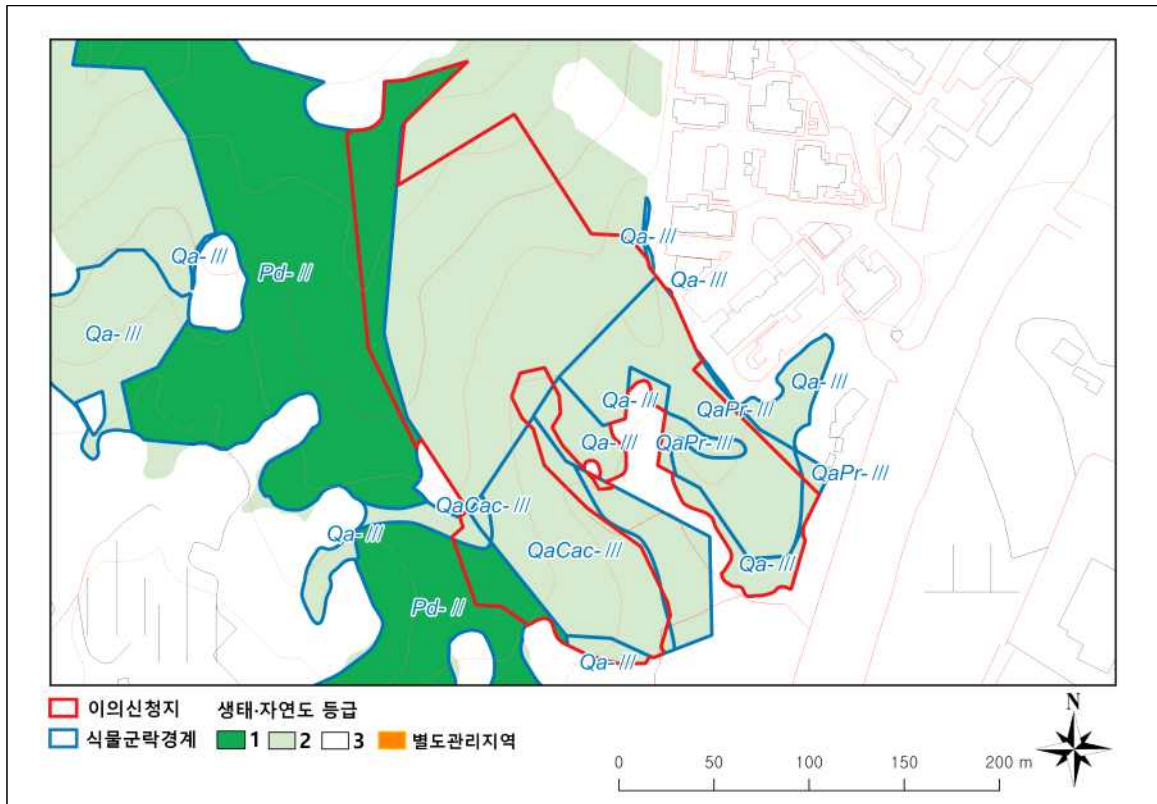 Qa-III
Qa-III
Pd-II
Qa-III
Qa-III
Qa-III
Qa-III
QaPr-III
Qa-III
QaPr-III
QaPr-III
QaCac-III
Qa-III
QaCac-III
Qa-III
Pd-II
Qa-III
이의신청지 생태·자연도 등급
식물군락경계 1 2 3 별도관리지역
N
0 50 100 150 200 m